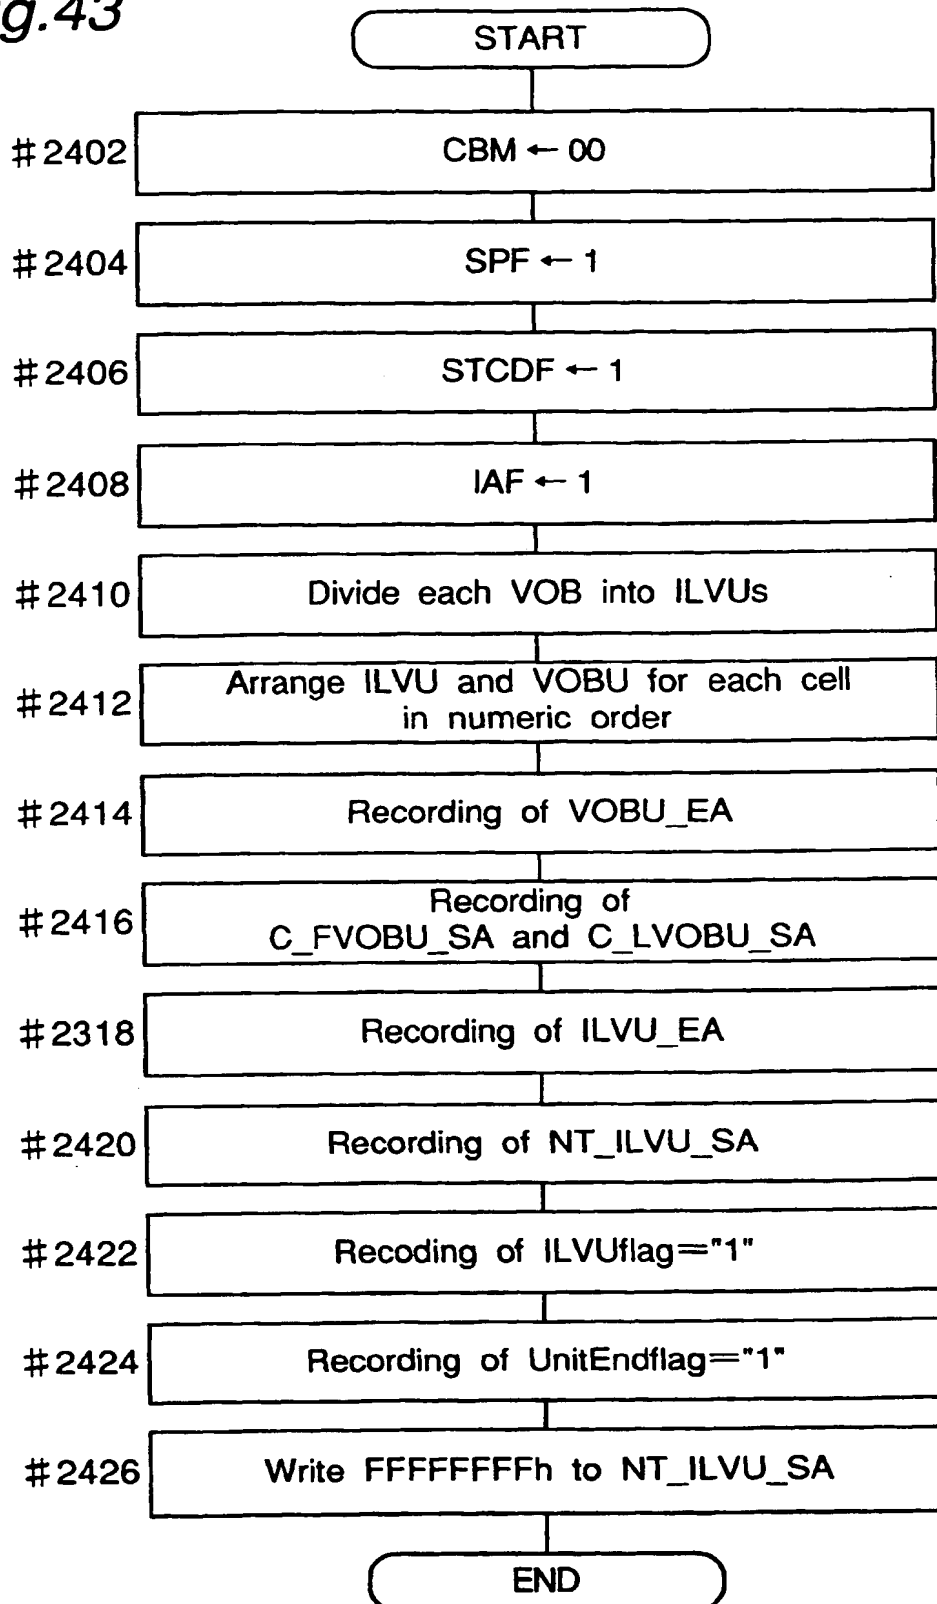 g.43
START
#2402 CBM ← 00
#2404 SPF ← 1
#2406 STCDF ← 1
#2408 IAF ← 1
#2410 Divide each VOB into ILVUs
#2412 Arrange ILVU and VOBU for each cell
in numeric order
#2414 Recording of VOBU_EA
#2416 Recording of
C_FVOBU_SA and C_LVOBU_SA
#2318 Recording of ILVU_EA
#2420 Recording of NT_ILVU_SA
#2422 Recoding of ILVUflag="1"
#2424 Recording of UnitEndflag="1"
#2426 Write FFFFFFFFh to NT_ILVU_SA
END